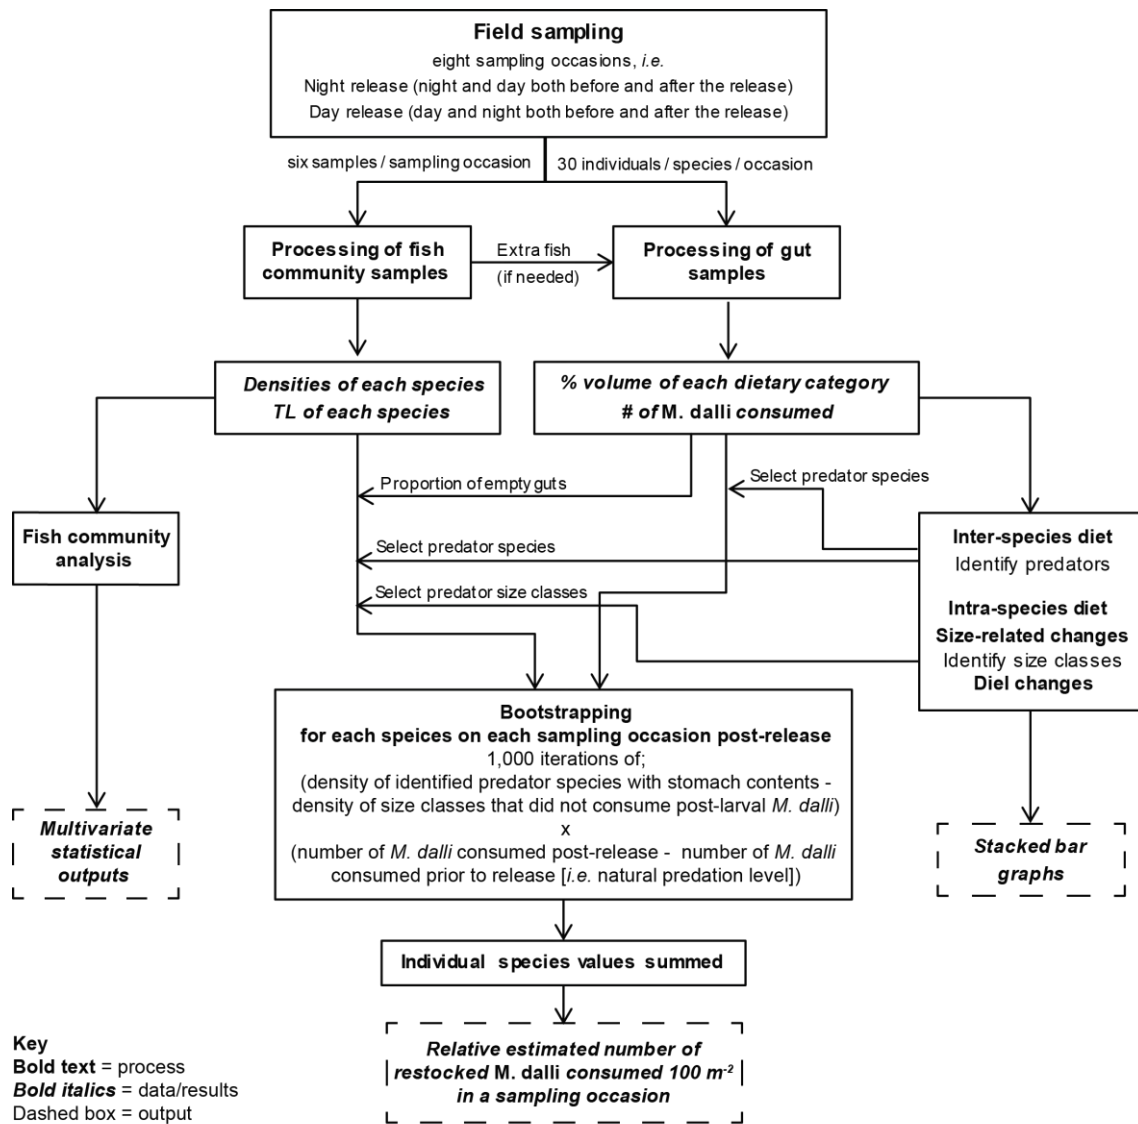 Field sampling
eight sampling occasions, i.e.
Night release (night and day both before and after the release)
Day release (day and night both before and after the release)
six samples / sampling occasion
30 individuals / species / occasion
Processing of fish
community samples
Extra fish
(if needed)
Processing of gut
samples
Densities of each species
TL of each species
% volume of each dietary category
# of M. dalli consumed
Proportion of empty guts
Select predator species
Select predator species
Select predator size classes
Fish community
analysis
Inter-species diet
Identify predators
Intra-species diet
Size-related changes
Identify size classes
Diel changes
Bootstrapping
for each speices on each sampling occasion post-release
1,000 iterations of;
(density of identified predator species with stomach contents -
density of size classes that did not consume post-larval M. dalli)
x
(number of M. dalli consumed post-release - number of M. dalli
consumed prior to release [i.e. natural predation level])
Multivariate
statistical
outputs
Stacked bar
graphs
Individual species values summed
Relative estimated number of
restocked M. dalli consumed 100 m⁻²
in a sampling occasion
Key
Bold text = process
Bold italics = data/results
Dashed box = output